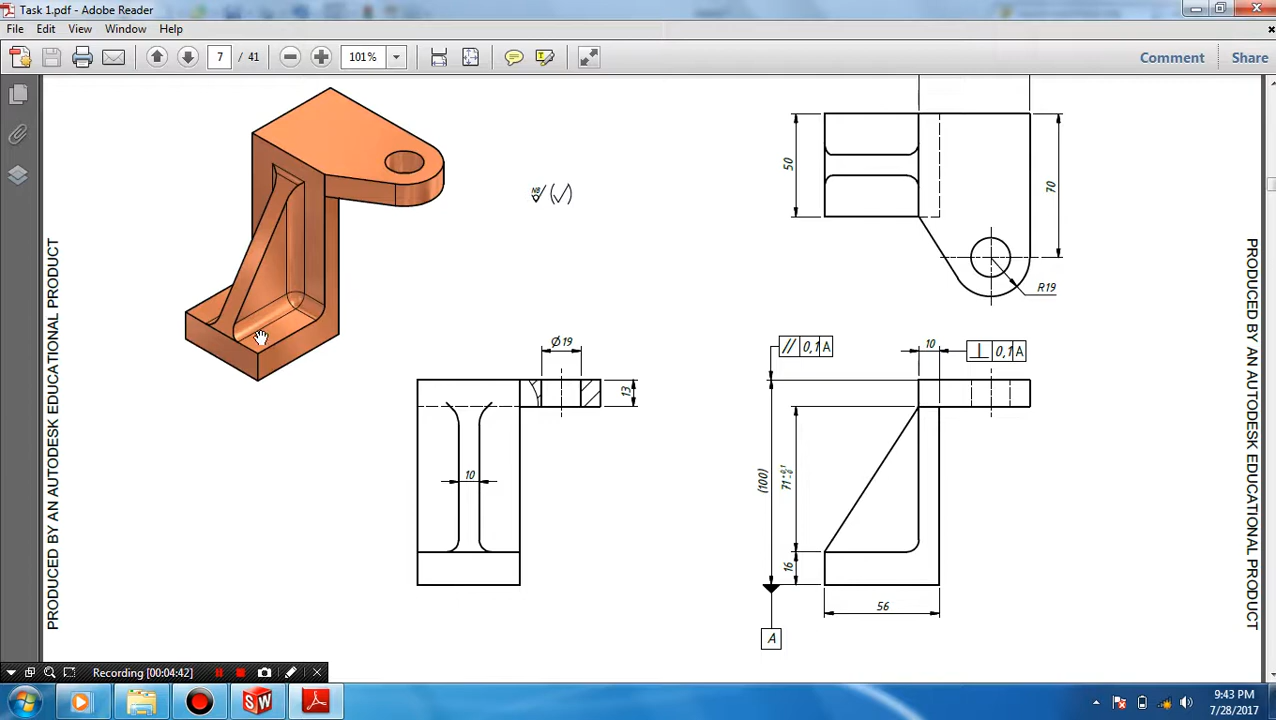 Task 1.pdf - Adobe Reader
File Edit View Window Help
7 / 41 101% Comment Share
PRODUCED BY AN AUTODESK EDUCATIONAL PRODUCT
N8
50
70
R19
Ø19
13
10
// 0,1 A
10
⊥ 0,1 A
(100)
71
16
56
A
PRODUCED BY AN AUTODESK EDUCATIONAL PRODUCT
Recording [00:04:42]
9:43 PM
7/28/2017